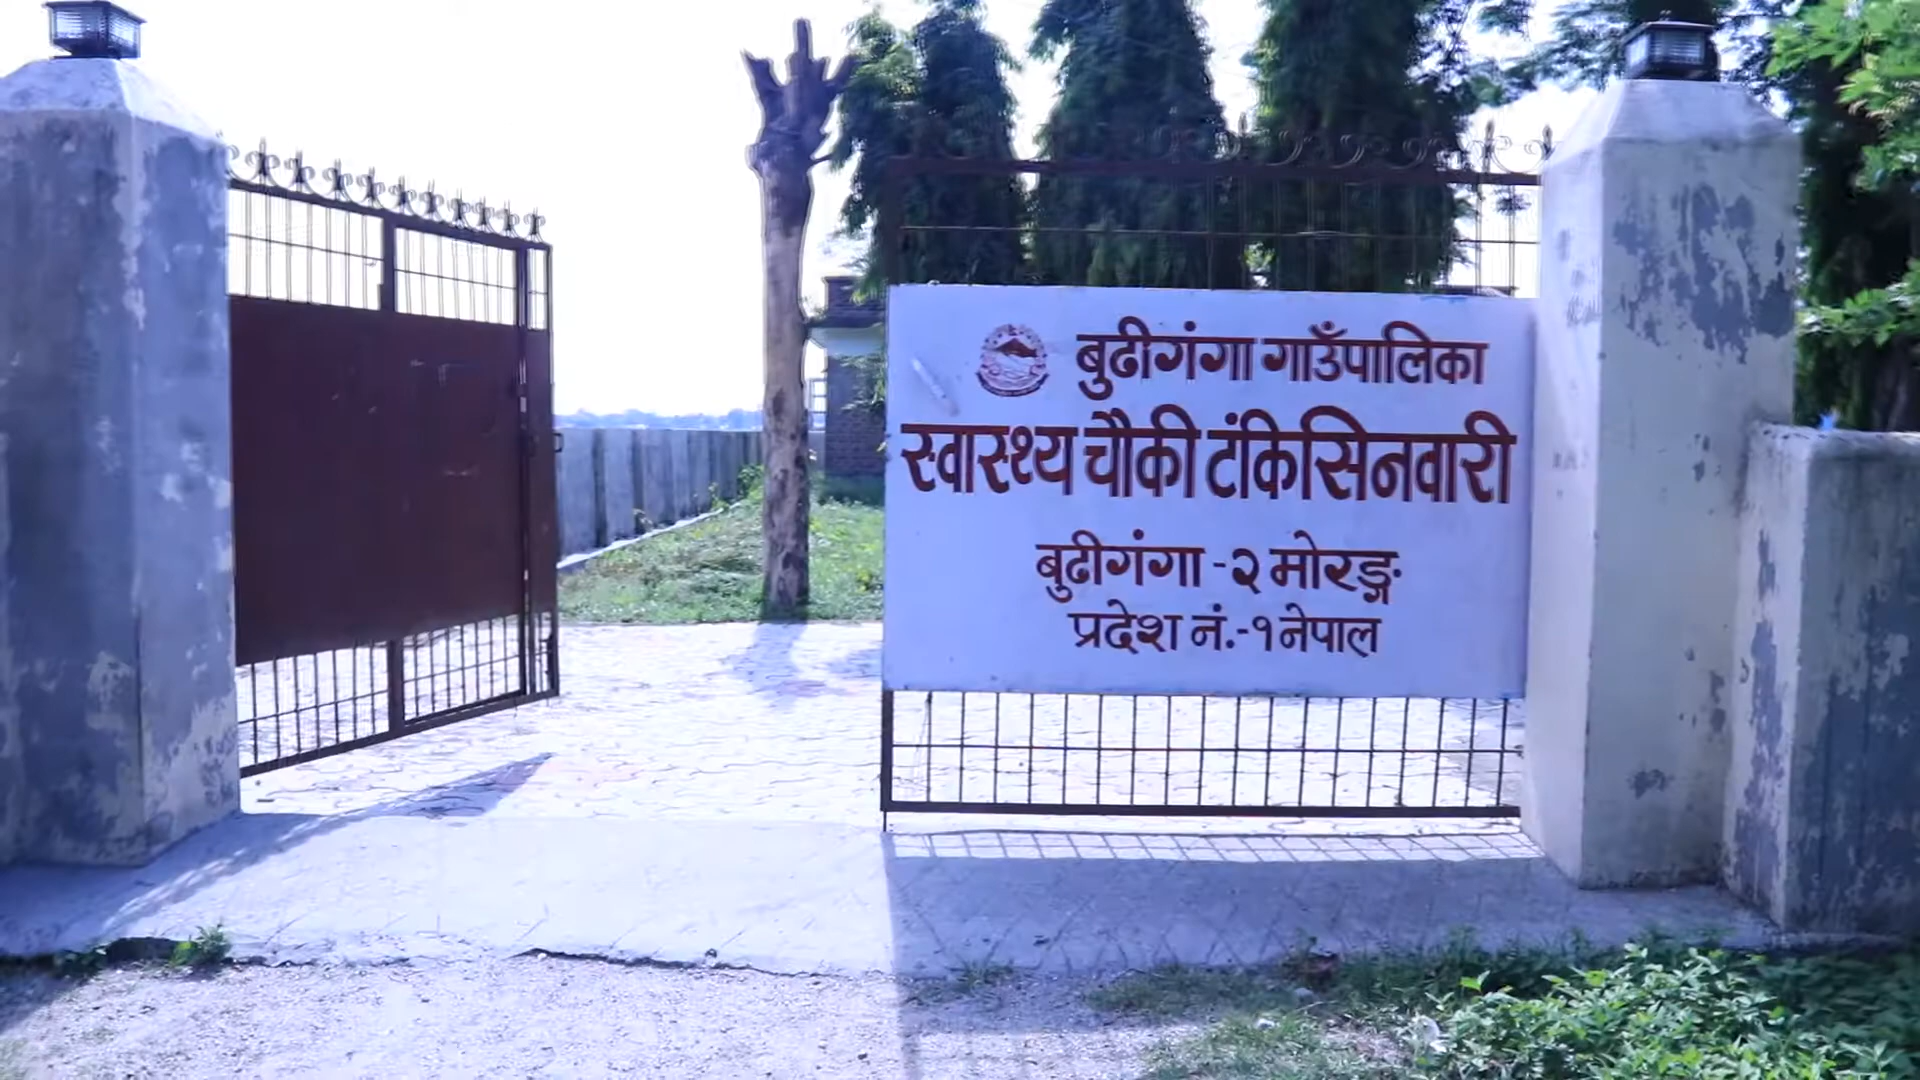 बुढीगंगा गाउँपालिका
स्वास्थ्य चौकी टंकिसिनवारी
बुढीगंगा - २ मोरङ्ग
प्रदेश नं.-१ नेपाल